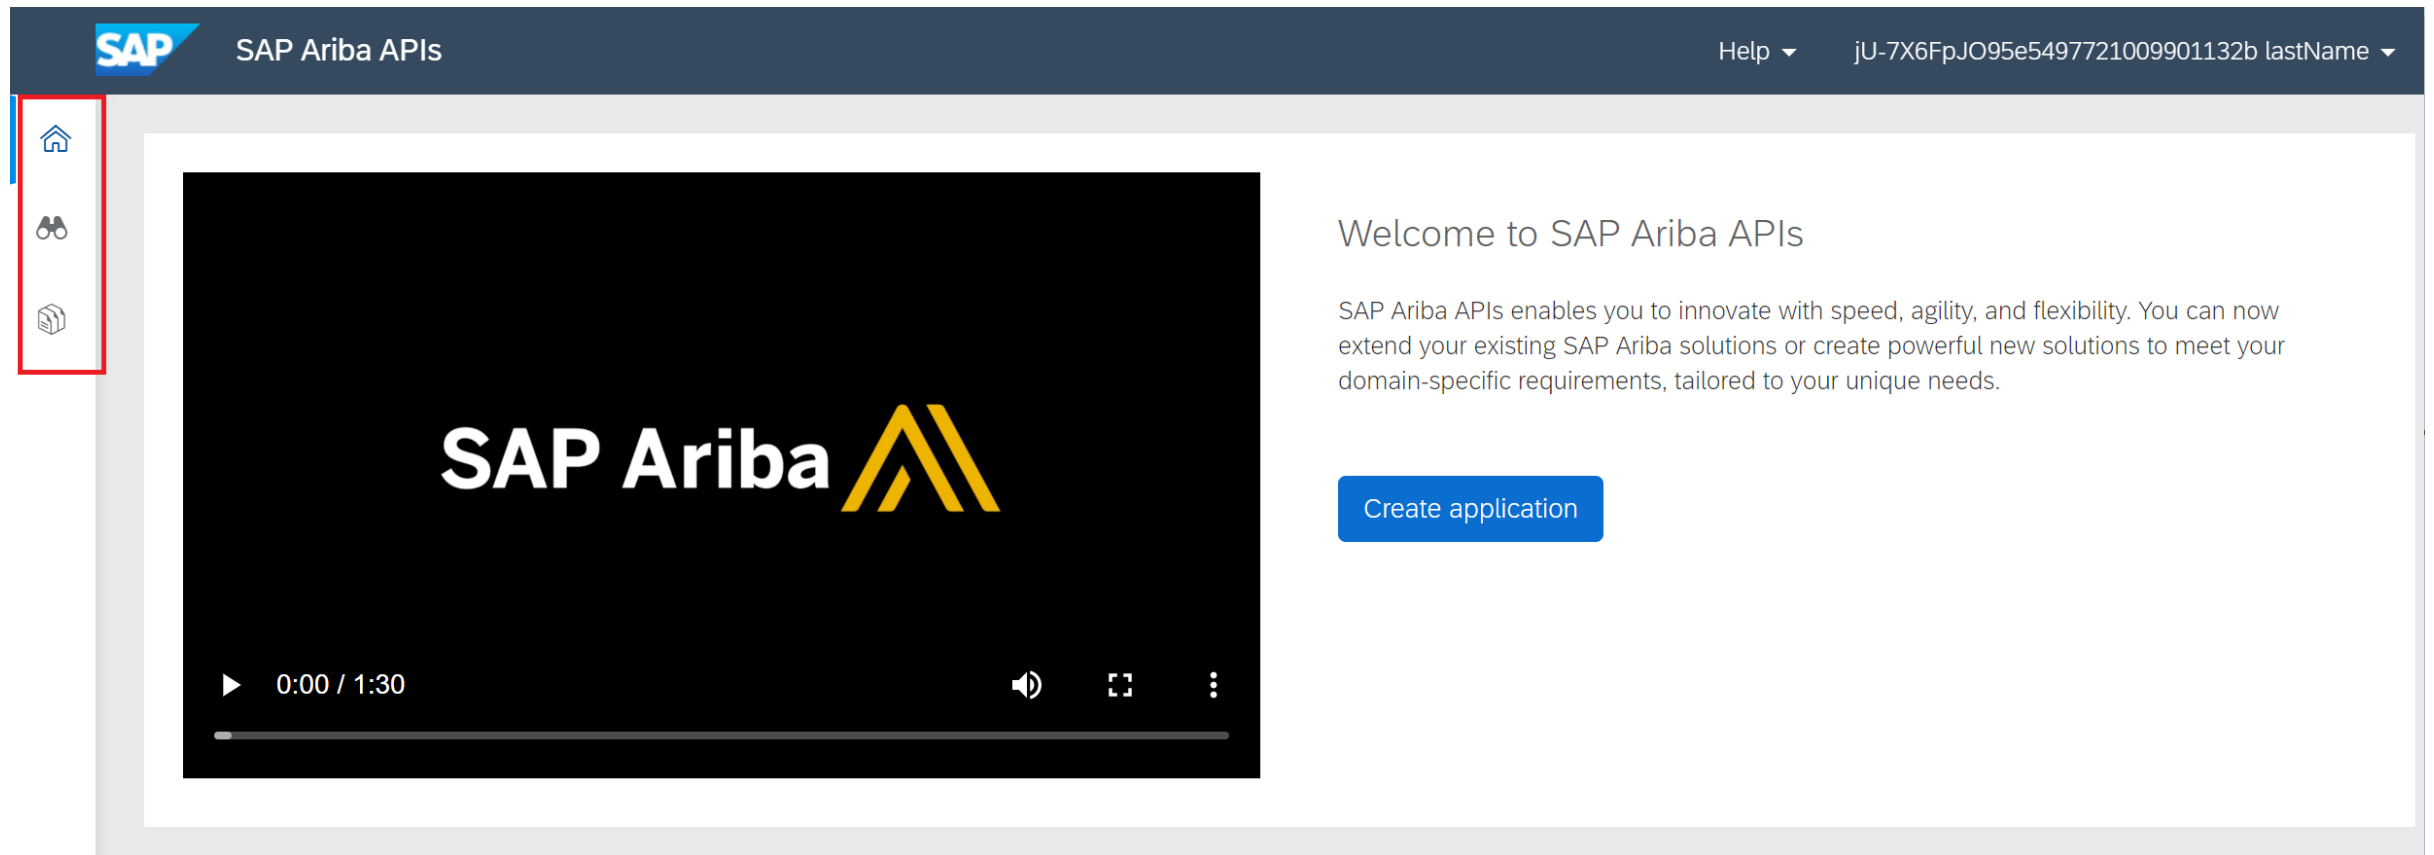 SAP SAP Ariba APIs Help jU-7X6FpJO95e5497721009901132b lastName
SAP Ariba
0:00 / 1:30
Welcome to SAP Ariba APIs
SAP Ariba APIs enables you to innovate with speed, agility, and flexibility. You can now
extend your existing SAP Ariba solutions or create powerful new solutions to meet your
domain-specific requirements, tailored to your unique needs.
Create application